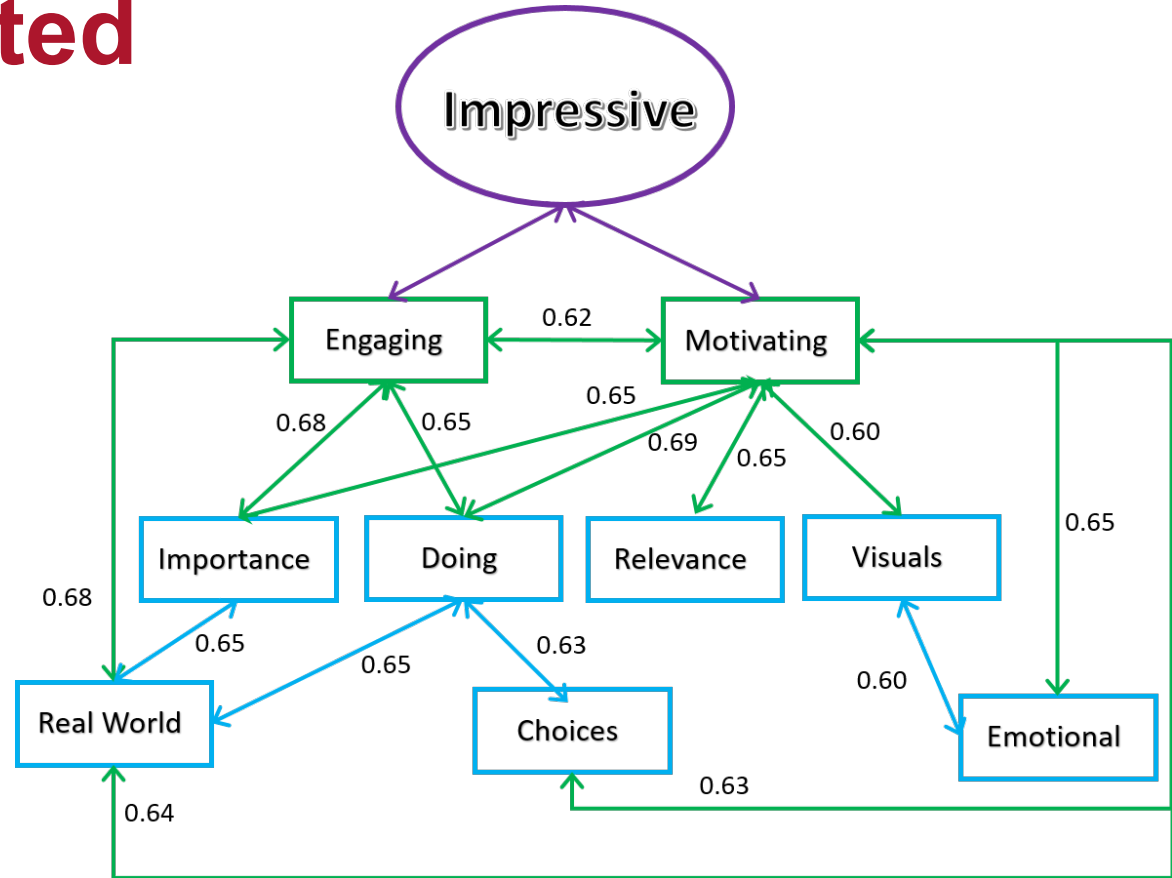 ted
Impressive
Engaging
0.62
Motivating
0.68
0.65
0.65
0.69
0.65
0.60
Importance
Doing
Relevance
Visuals
0.65
0.68
0.65
0.65
0.63
0.60
Real World
Choices
Emotional
0.64
0.63